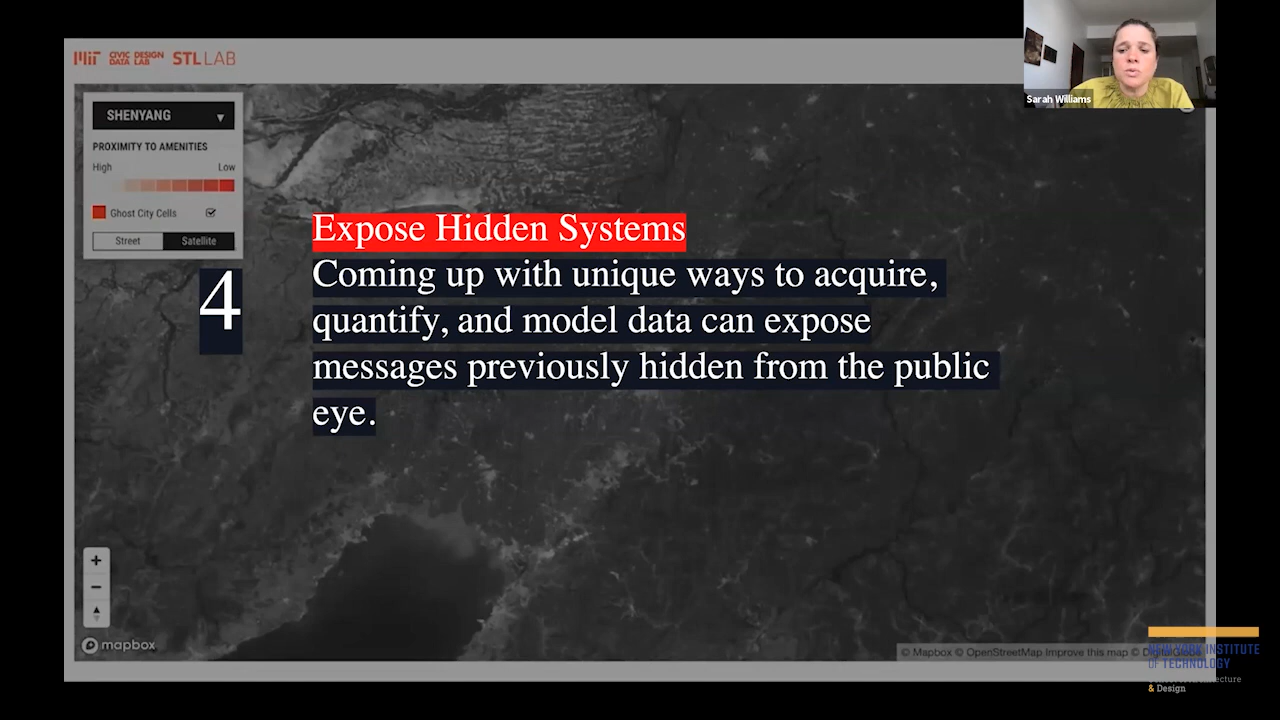 MIT CIVIC DATA DESIGN LAB STL LAB
Sarah Williams
SHENYANG
PROXIMITY TO AMENITIES
High Low
Ghost City Cells
Street Satellite
4
Expose Hidden Systems
Coming up with unique ways to acquire,
quantify, and model data can expose
messages previously hidden from the public
eye.
+
−
mapbox
© Mapbox © OpenStreetMap Improve this map ©
NEW YORK INSTITUTE
OF TECHNOLOGY
& Design